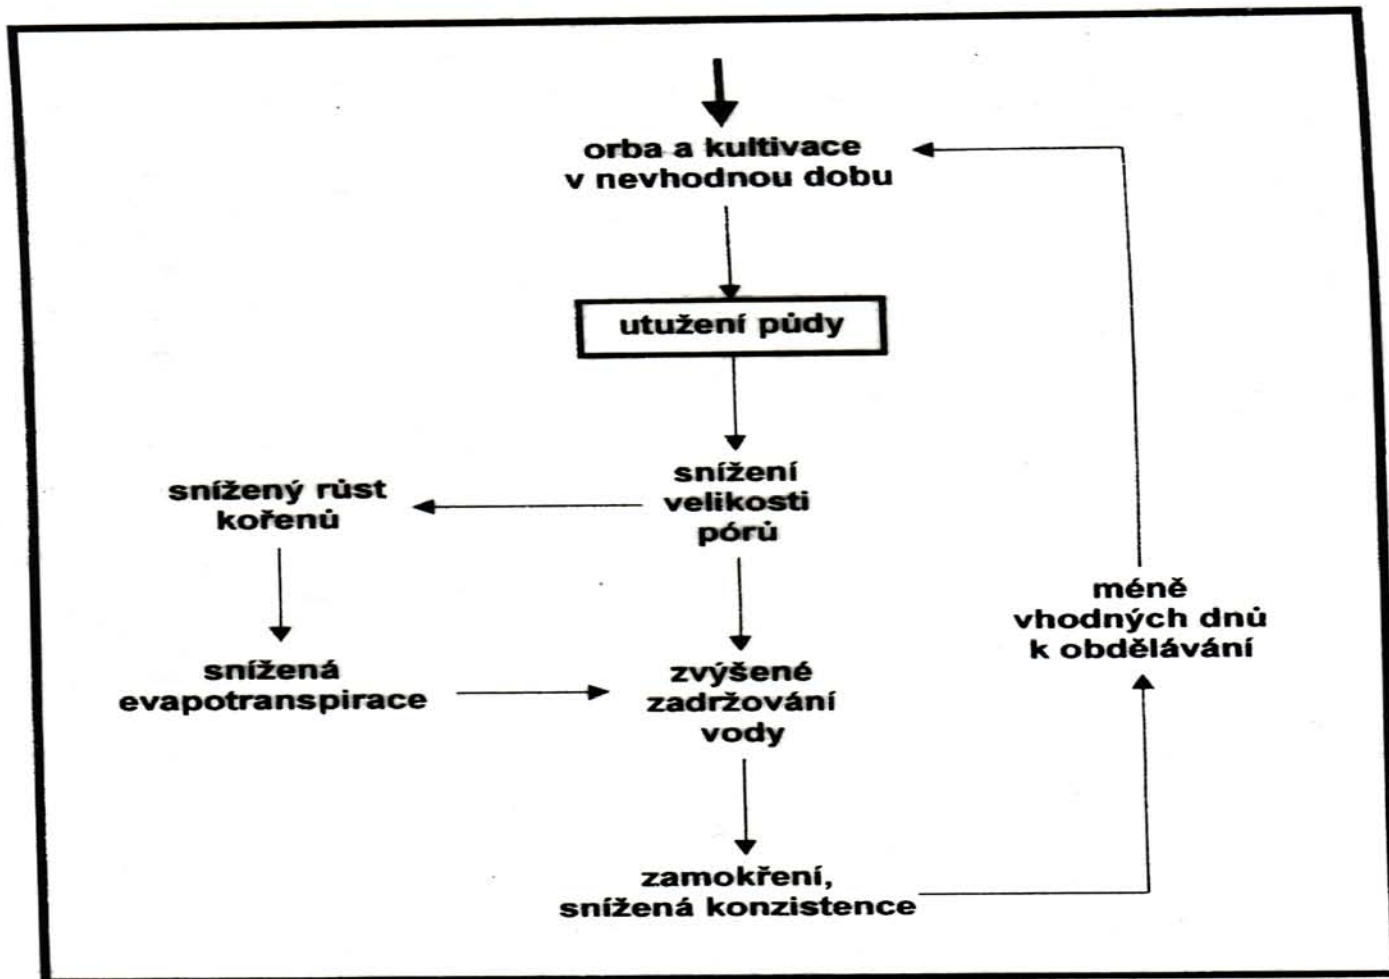 orba a kultivace
v nevhodnou dobu
utužení půdy
snížení
velikosti
pórů
snížený růst
kořenů
snížená
evapotranspirace
zvýšené
zadržování
vody
méně
vhodných dnů
k obdělávání
zamokření,
snížená konzistence